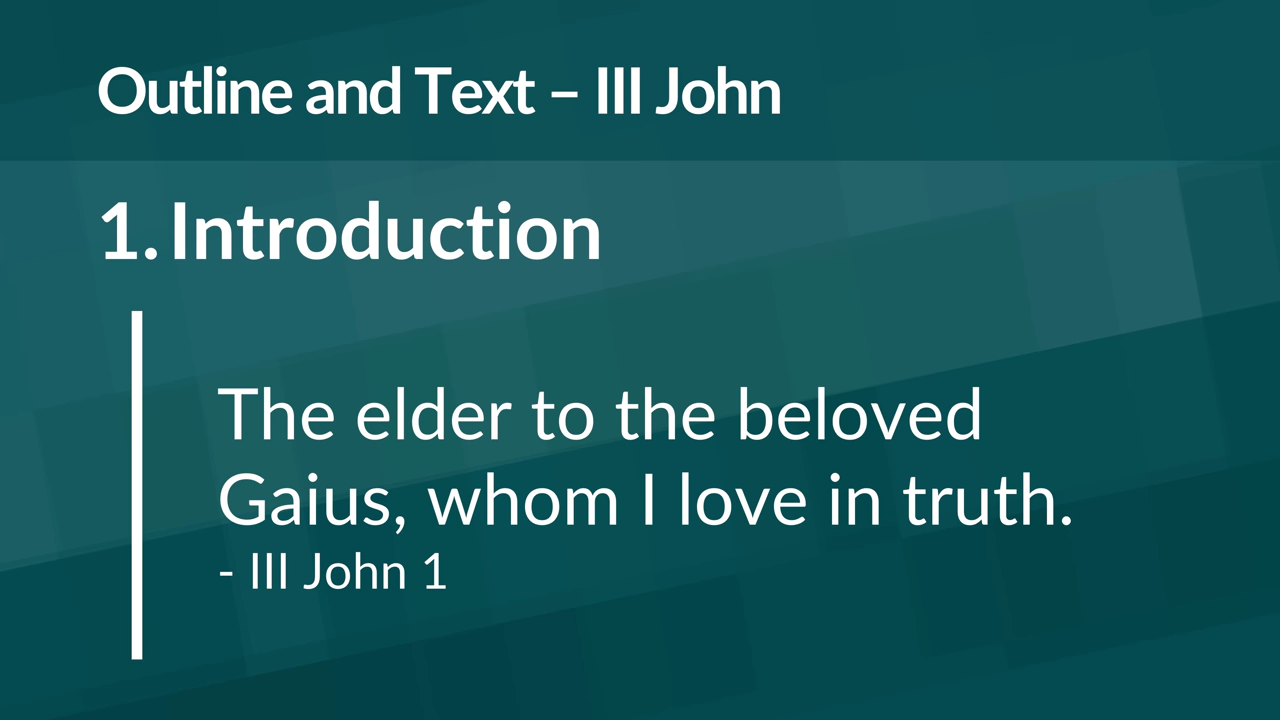 Outline and Text – III John
1. Introduction
The elder to the beloved
Gaius, whom I love in truth.
- III John 1